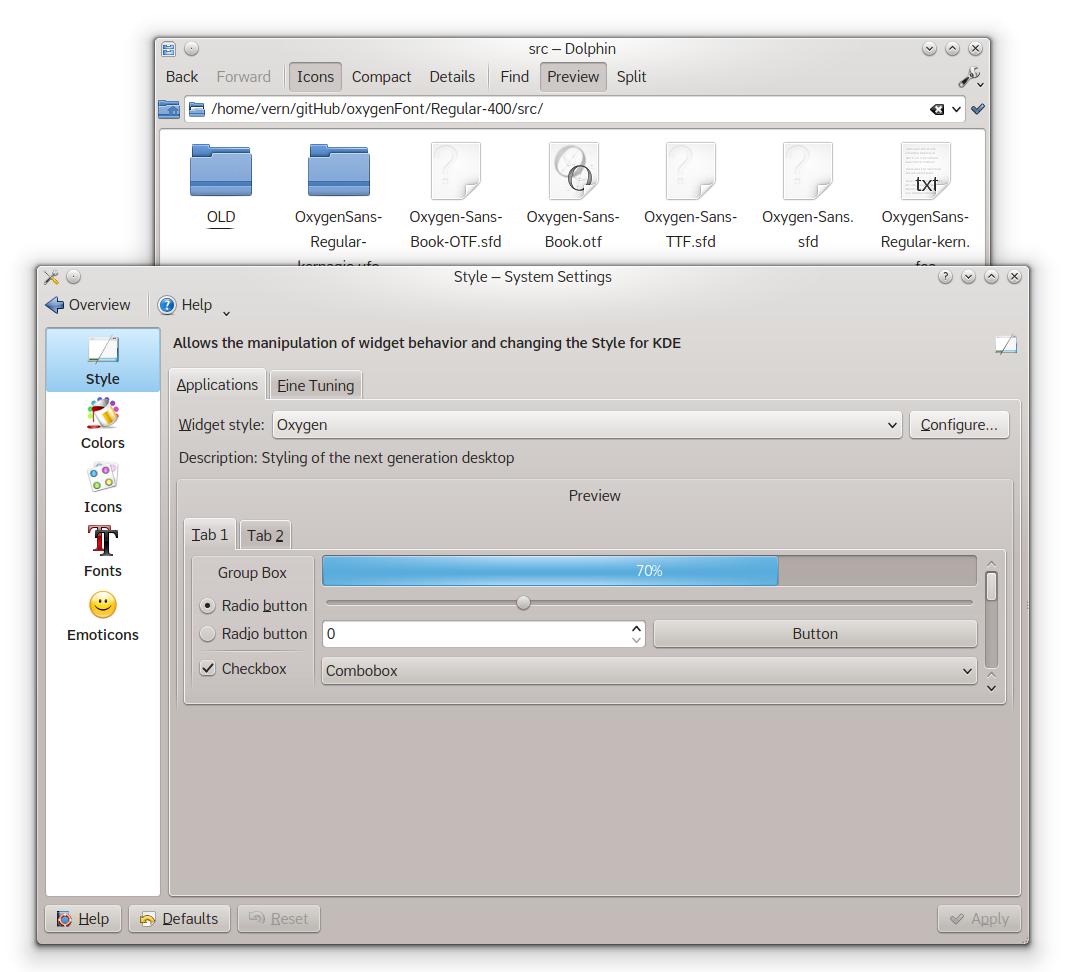 src – Dolphin
Back Forward Icons Compact Details Find Preview Split
/home/vern/gitHub/oxygenFont/Regular-400/src/
txt
OLD OxygenSans- Oxygen-Sans- Oxygen-Sans- Oxygen-Sans- Oxygen-Sans. OxygenSans-
Regular- Book-OTF.sfd Book.otf TTF.sfd sfd Regular-kern.
Style – System Settings
Overview Help
Allows the manipulation of widget behavior and changing the Style for KDE
Style
Colors
Icons
Fonts
Emoticons
Applications Fine Tuning
Widget style: Oxygen Configure...
Description: Styling of the next generation desktop
Preview
Tab 1 Tab 2
Group Box 70%
Radio button
Radio button 0 Button
Checkbox Combobox
Help Defaults Reset Apply